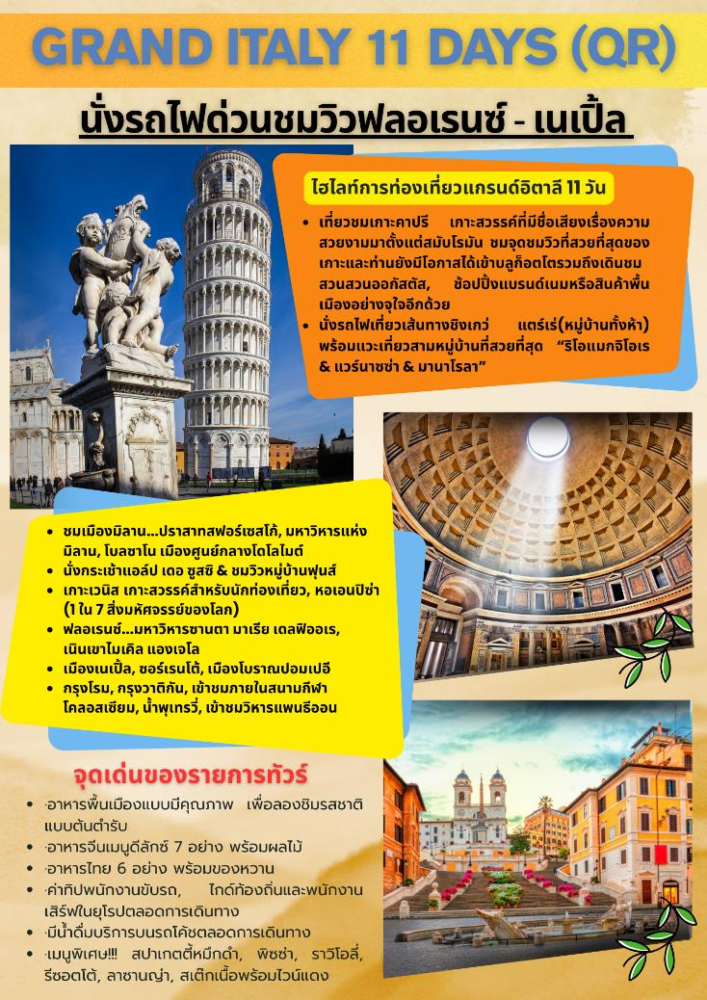 GRAND ITALY 11 DAYS (QR)
นั่งรถไฟด่วนชมวิวฟลอเรนซ์ - เนเปิ้ล
ไฮไลท์การท่องเที่ยวแกรนด์อิตาลี 11 วัน
• เที่ยวชมเกาะคาปรี เกาะสวรรค์ที่มีชื่อเสียงเรื่องความ
สวยงามมาตั้งแต่สมัยโรมัน ชมจุดชมวิวที่สวยที่สุดของ
เกาะและท่านยังมีโอกาสได้เข้าบลูก็อตโตรวมถึงเดินชม
สวนสวนออกัสตัส, ช้อปปิ้งแบรนด์เนมหรือสินค้าพื้น
เมืองอย่างจุใจอีกด้วย
• นั่งรถไฟเที่ยวเส้นทางชิงเกว่ แตร์เร่(หมู่บ้านทั้งห้า)
พร้อมแวะเที่ยวสามหมู่บ้านที่สวยที่สุด “ริโอแมกจิโอเร
& แวร์นาซซ่า & มานาโรลา”
• ชมเมืองมิลาน...ปราสาทสฟอร์เซสโก้, มหาวิหารแห่ง
มิลาน, โบลซาโน เมืองศูนย์กลางโดโลไมต์
• นั่งกระเช้าแอล์ป เดอ ซูสซิ & ชมวิวหมู่บ้านฟุนส์
• เกาะเวนิส เกาะสวรรค์สำหรับนักท่องเที่ยว, หอเอนปิซ่า
(1 ใน 7 สิ่งมหัศจรรย์ของโลก)
• ฟลอเรนซ์...มหาวิหารซานตา มาเรีย เดลฟิออเร,
เนินเขาไมเคิล แองเจโล
• เมืองเนเปิ้ล, ซอร์เรนโต้, เมืองโบราณปอมเปอี
• กรุงโรม, กรุงวาติกัน, เข้าชมภายในสนามกีฬา
โคลอสเซียม, น้ำพุเทรวี่, เข้าชมวิหารแพนธีออน
จุดเด่นของรายการทัวร์
• ·อาหารพื้นเมืองแบบมีคุณภาพ เพื่อลองชิมรสชาติ
แบบต้นตำรับ
• ·อาหารจีนเมนูดีลักซ์ 7 อย่าง พร้อมผลไม้
• ·อาหารไทย 6 อย่าง พร้อมของหวาน
• ·ค่าทิปพนักงานขับรถ, ไกด์ท้องถิ่นและพนักงาน
เสิร์ฟในยุโรปตลอดการเดินทาง
• ·มีน้ำดื่มบริการบนรถโค้ชตลอดการเดินทาง
• ·เมนูพิเศษ!!! สปาเกตตี้หมึกดำ, พิซซ่า, ราวิโอลี่,
รีซอตโต้, ลาซานญ่า, สเต็กเนื้อพร้อมไวน์แดง